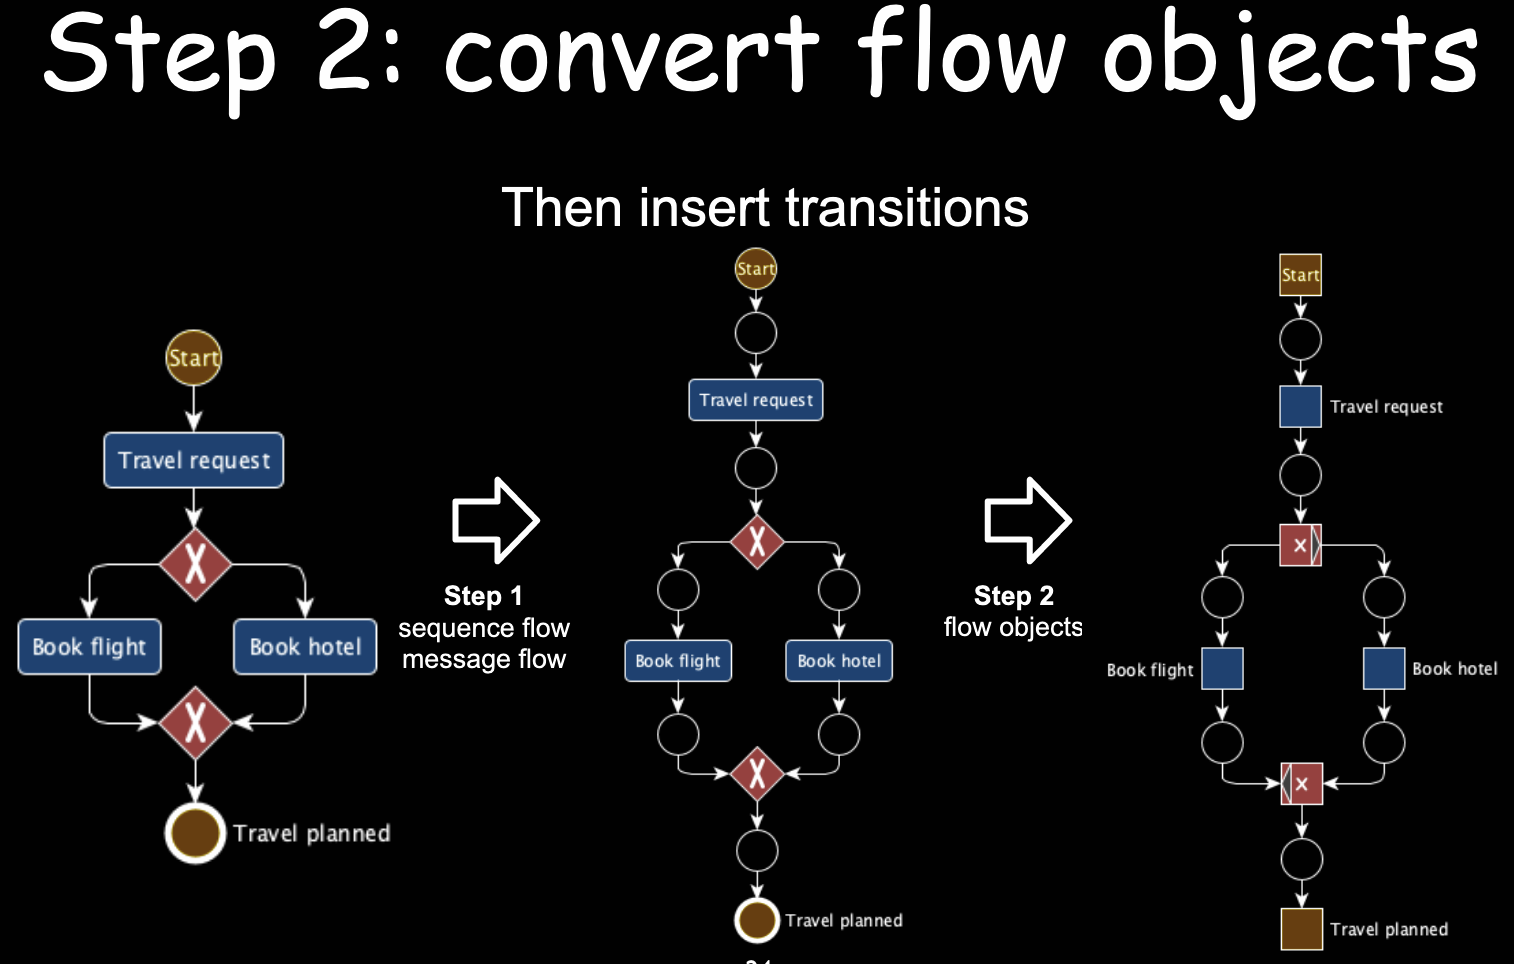 Step 2: convert flow objects
Then insert transitions
Start
Travel request
X
Book flight
Book hotel
X
Travel planned
Step 1
sequence flow
message flow
Start
Travel request
X
Book flight
Book hotel
X
Travel planned
Step 2
flow objects
Start
Travel request
X
Book flight
Book hotel
X
Travel planned